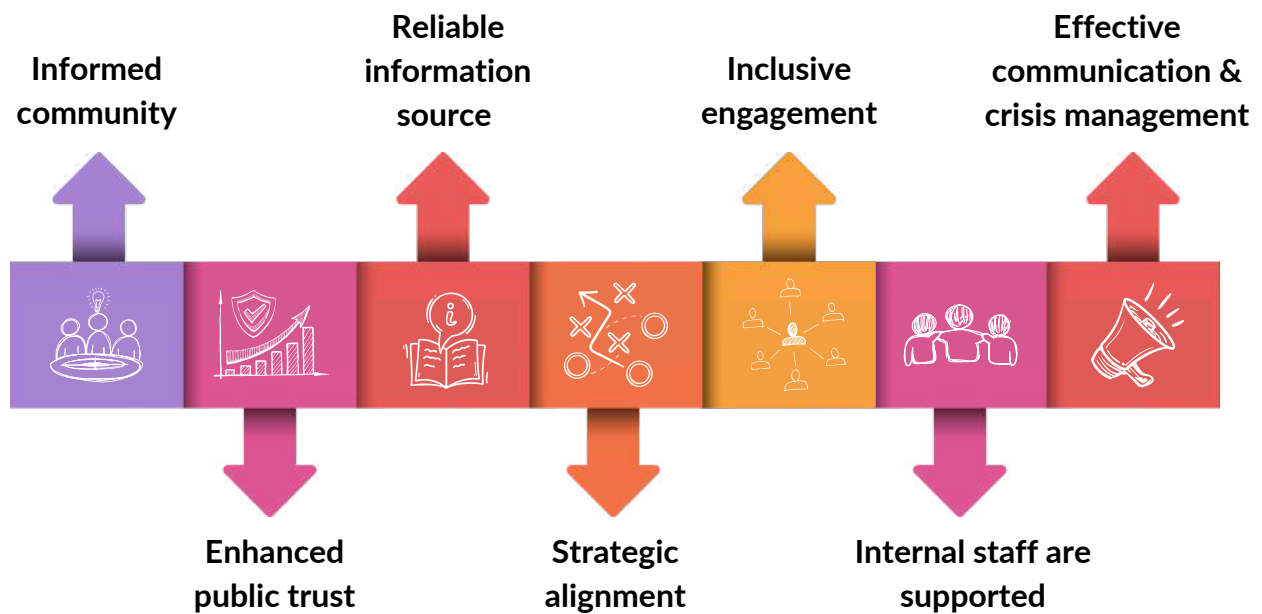 Informed
community
Enhanced
public trust
Reliable
information
source
Strategic
alignment
Inclusive
engagement
Internal staff are
supported
Effective
communication &
crisis management